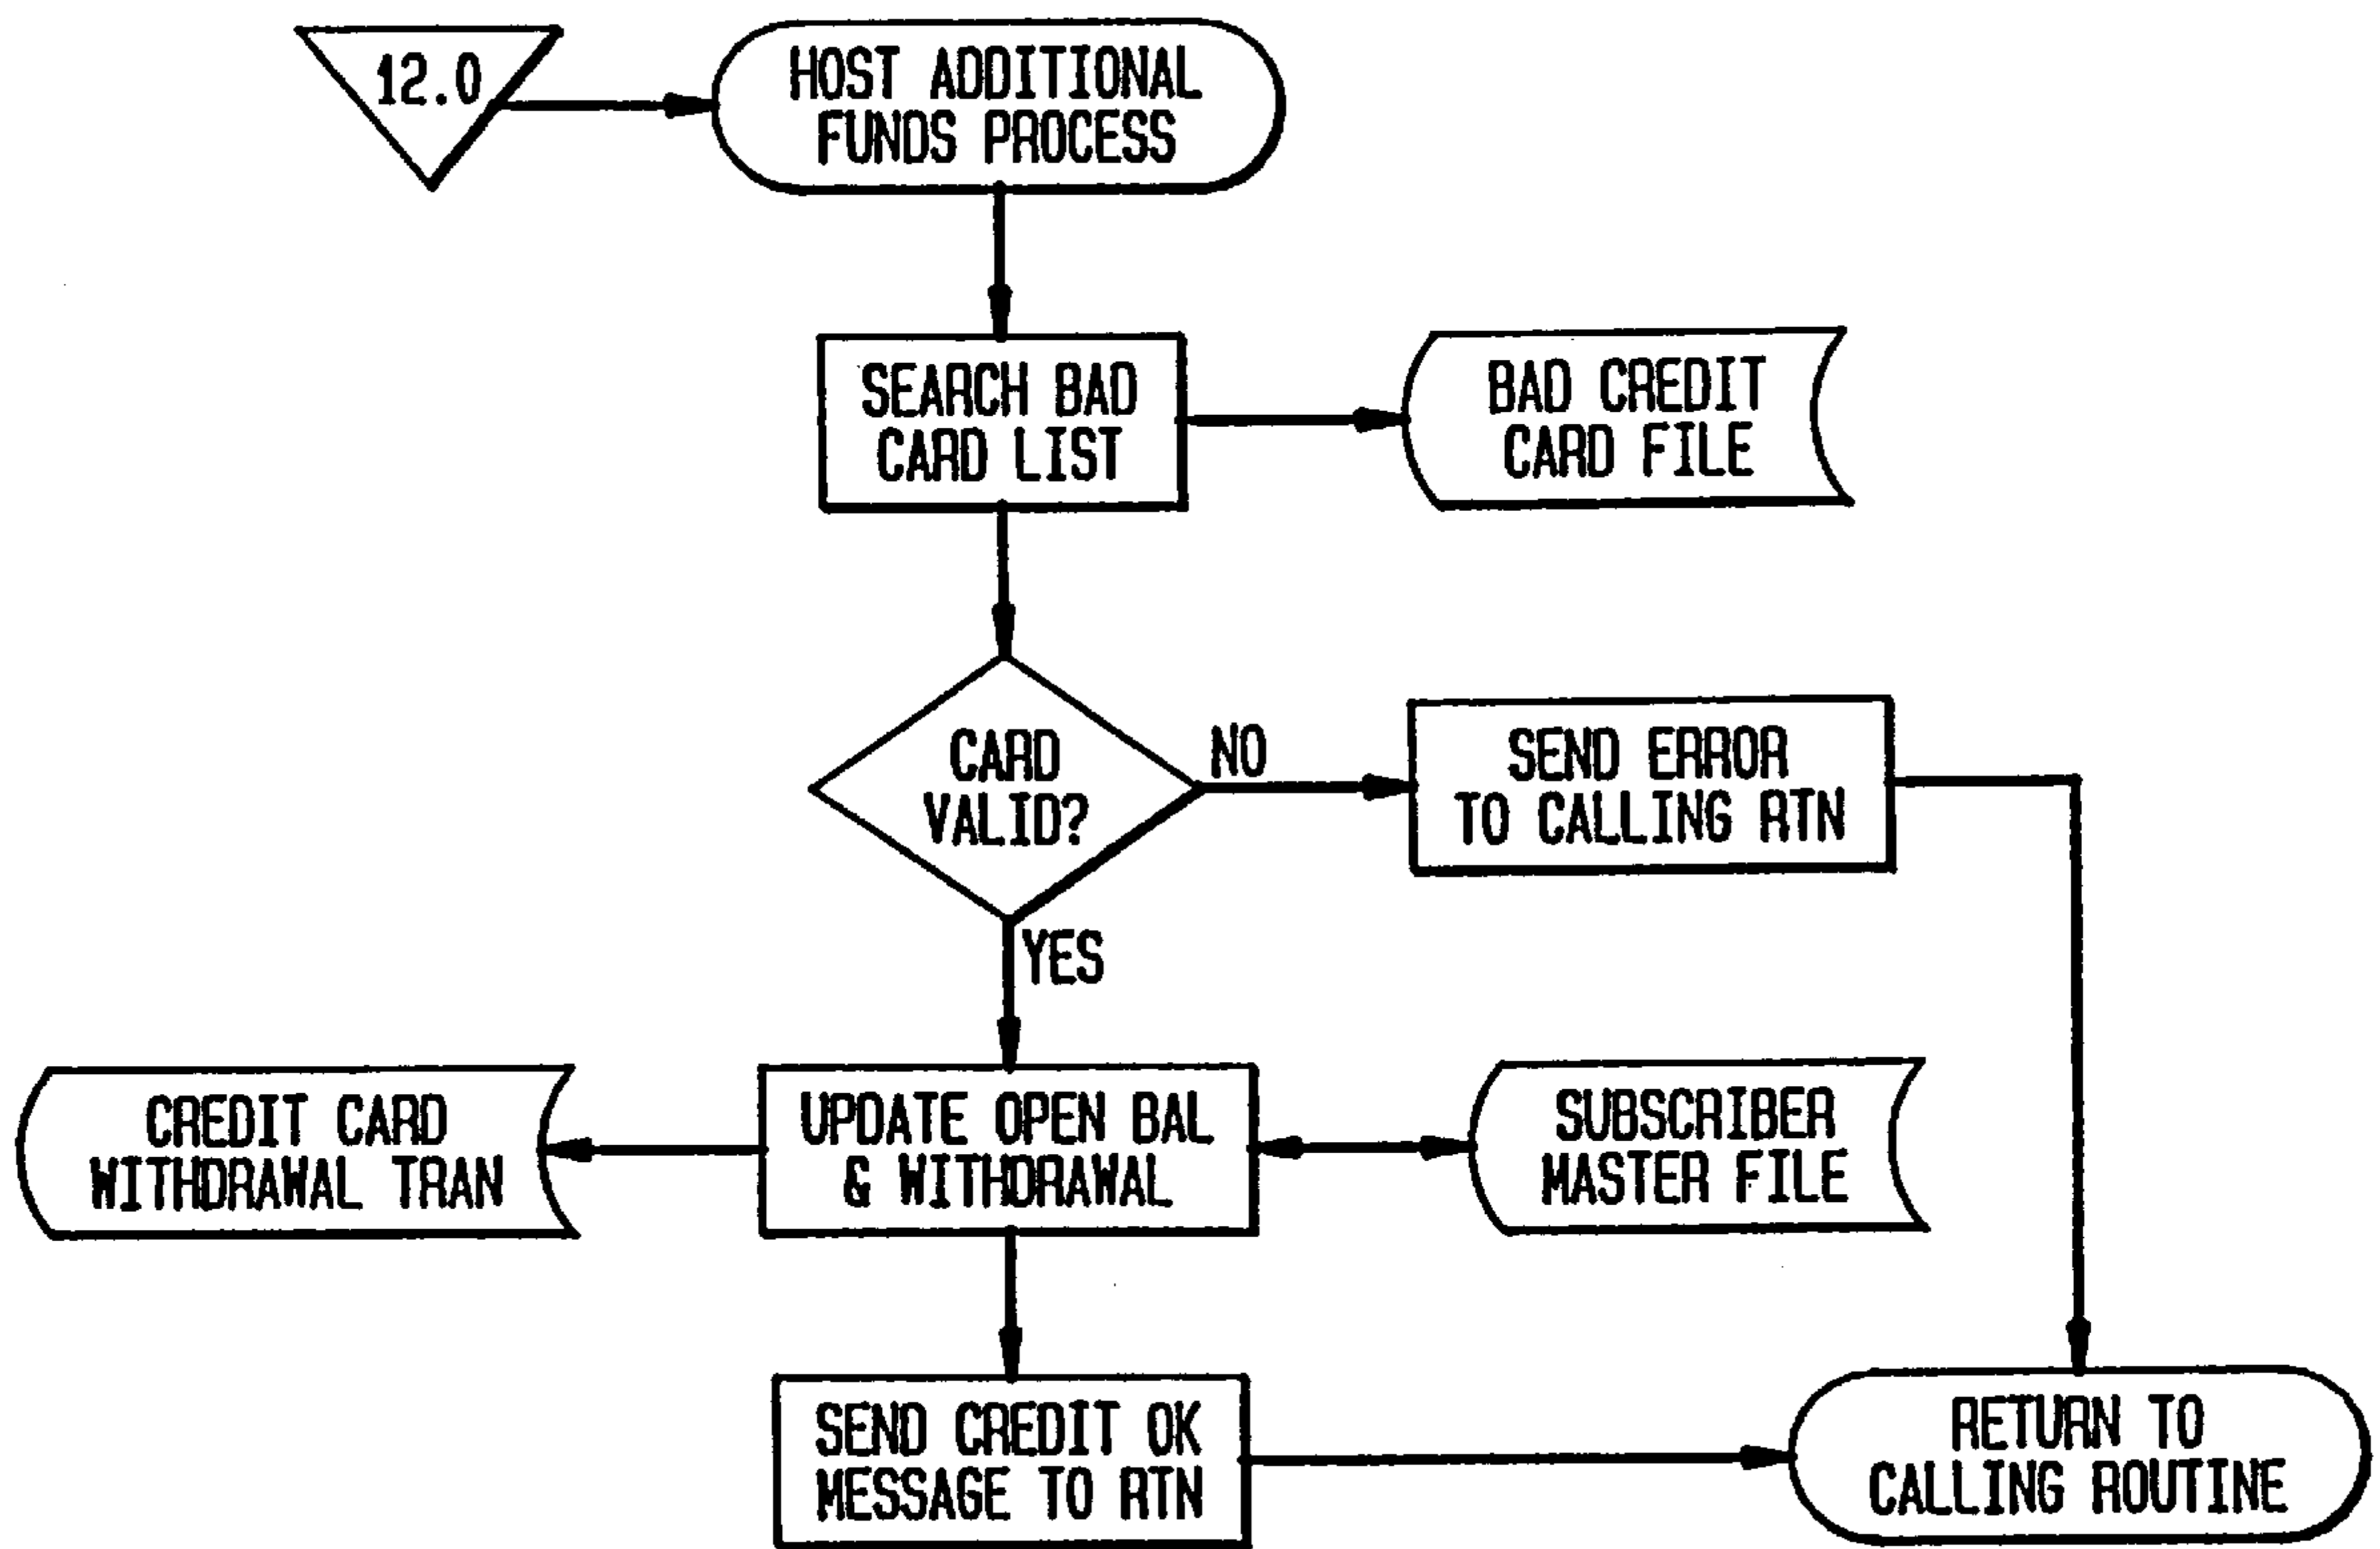 12.0
HOST ADDITIONAL
FUNDS PROCESS
SEARCH BAD
CARD LIST
BAD CREDIT
CARD FILE
CARD
VALID?
NO
SEND ERROR
TO CALLING RTN
YES
CREDIT CARD
WITHDRAWAL TRAN
UPDATE OPEN BAL
& WITHDRAWAL
SUBSCRIBER
MASTER FILE
SEND CREDIT OK
MESSAGE TO RTN
RETURN TO
CALLING ROUTINE